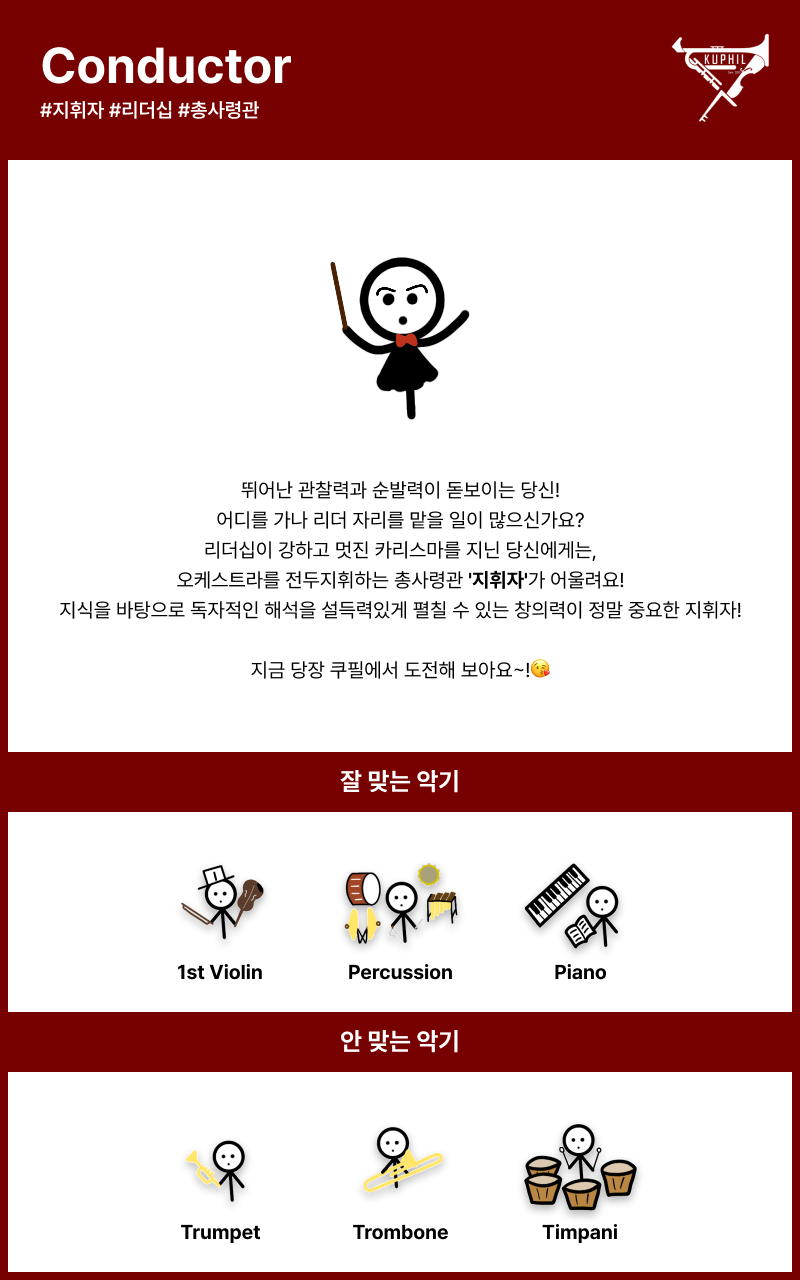 Conductor
#지휘자 #리더십 #총사령관
KUPHIL
뛰어난 관찰력과 순발력이 돋보이는 당신!
어디를 가나 리더 자리를 맡을 일이 많으신가요?
리더십이 강하고 멋진 카리스마를 지닌 당신에게는,
오케스트라를 전두지휘하는 총사령관 '지휘자'가 어울려요!
지식을 바탕으로 독자적인 해석을 설득력있게 펼칠 수 있는 창의력이 정말 중요한 지휘자!
지금 당장 쿠필에서 도전해 보아요~!😘
잘 맞는 악기
1st Violin Percussion Piano
안 맞는 악기
Trumpet Trombone Timpani